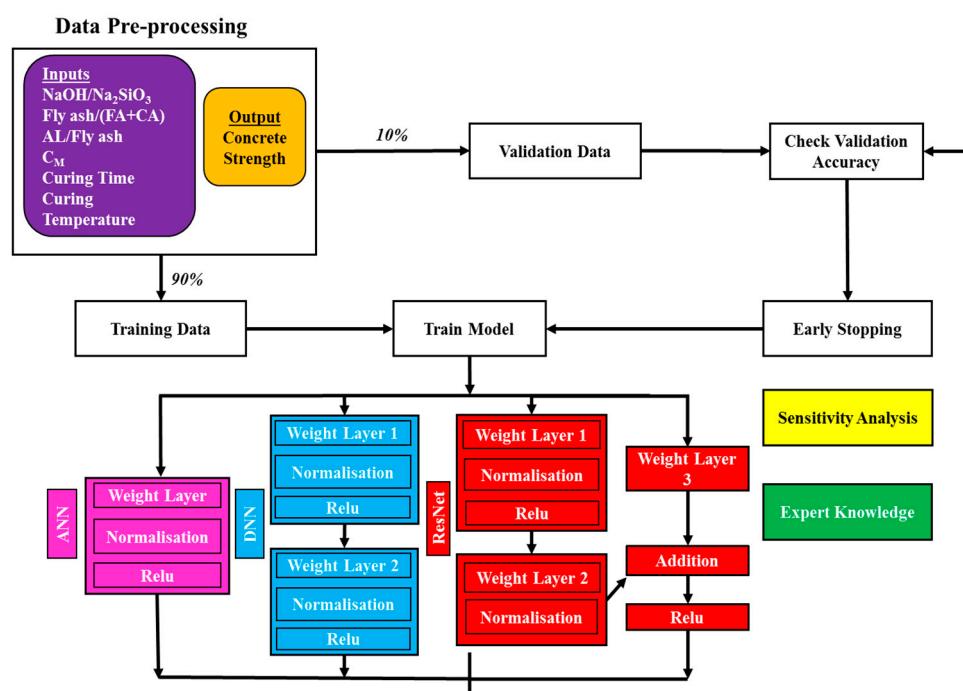 Data Pre-processing
Inputs
NaOH/Na₂SiO₃
Fly ash/(FA+CA)
AL/Fly ash
C_M
Curing Time
Curing
Temperature
Output
Concrete
Strength
10%
Validation Data
Check Validation
Accuracy
90%
Training Data
Train Model
Early Stopping
Sensitivity Analysis
Expert Knowledge
ANN
Weight Layer
Normalisation
Relu
DNN
Weight Layer 1
Normalisation
Relu
Weight Layer 2
Normalisation
Relu
ResNet
Weight Layer 1
Normalisation
Relu
Weight Layer 2
Normalisation
Weight Layer
3
Addition
Relu